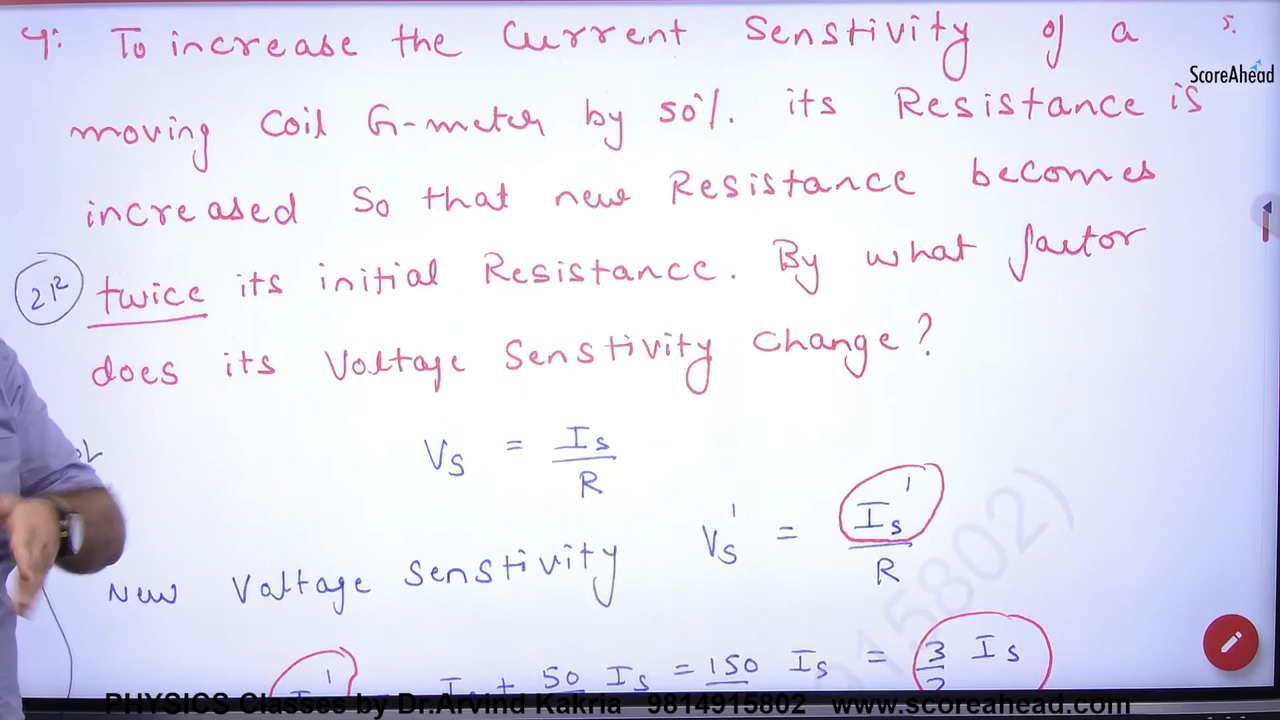 4: To increase the Current Senstivity of a 5.
ScoreAhead
moving Coil G-meter by 50%. its Resistance is
increased So that new Resistance becomes
2R twice its initial Resistance. By what factor
does its Voltage Senstivity Change?
Vs = Is / R
New Voltage Senstivity Vs' = Is' / R
Is + 50 Is = 150 Is = 3/2 Is
PHYSICS Classes by Dr.Arvind Kakria 9814915802 www.scoreahead.com